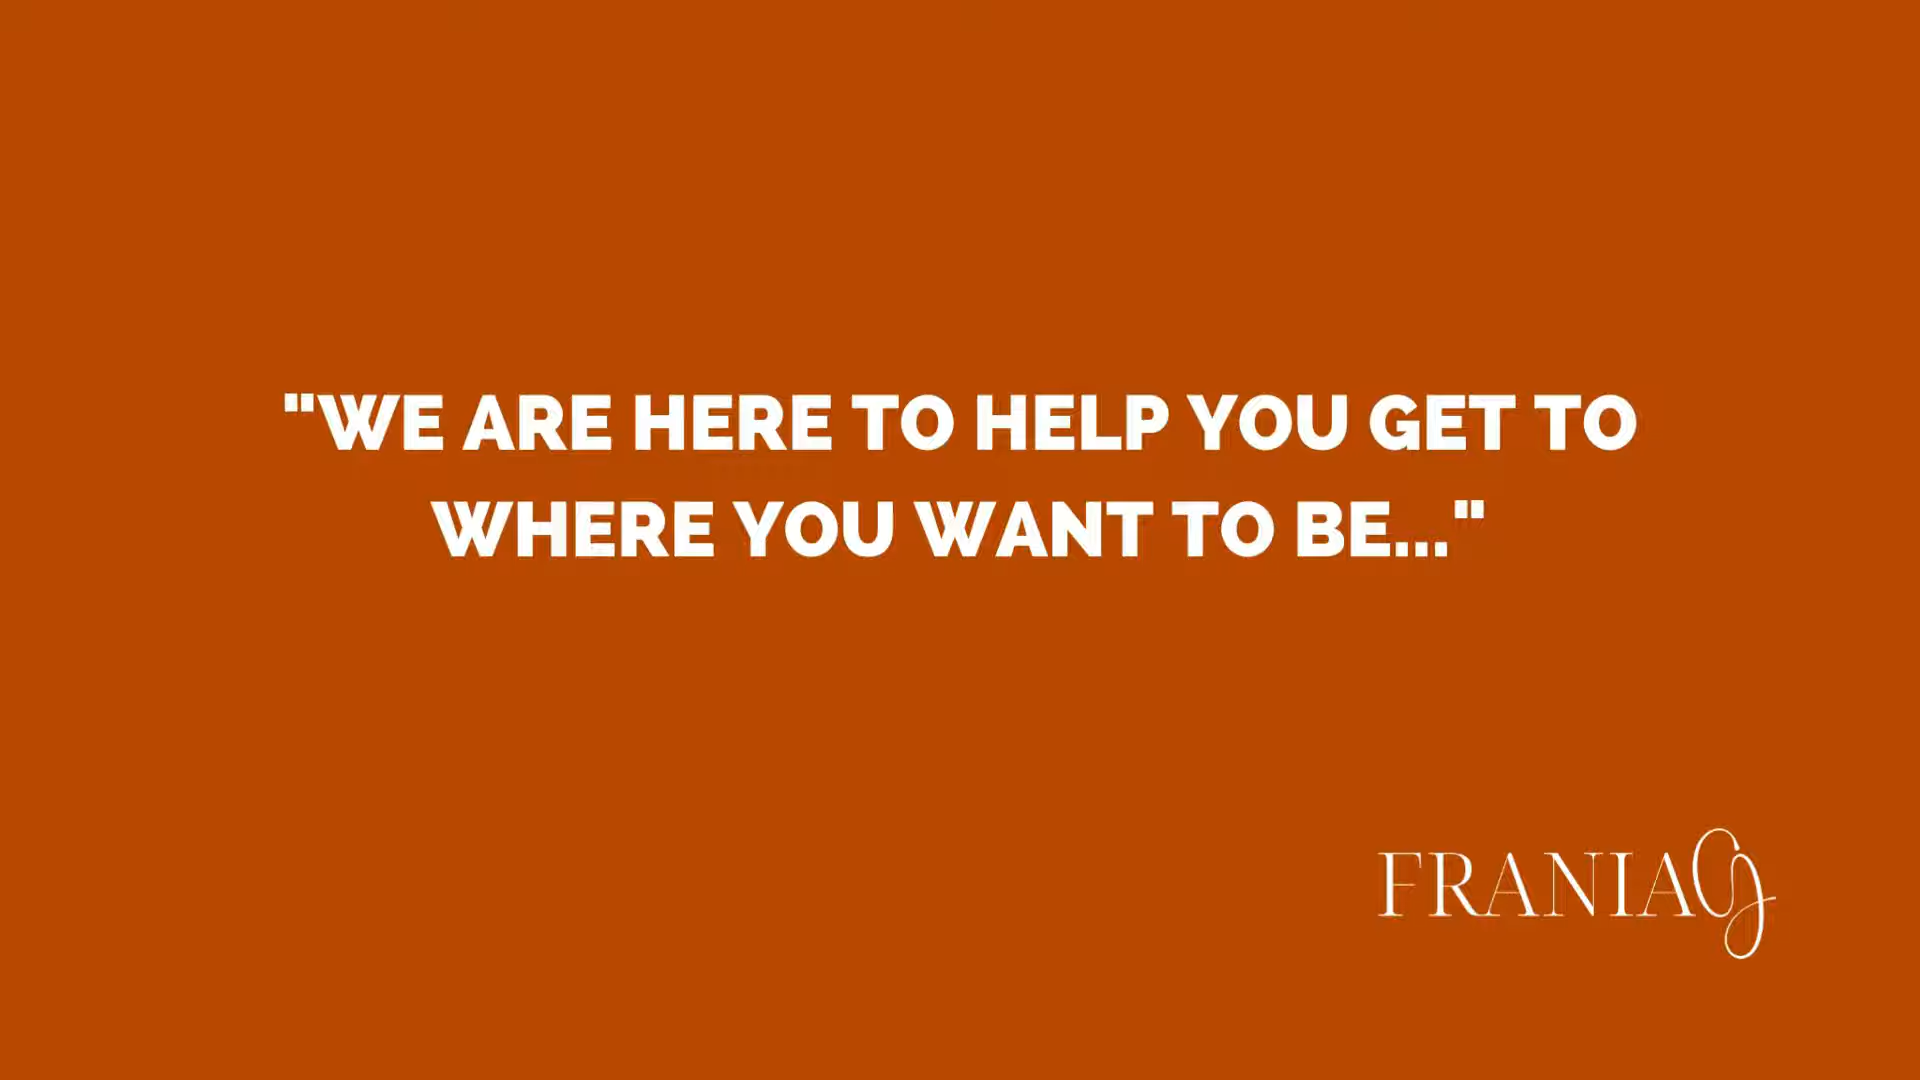 "WE ARE HERE TO HELP YOU GET TO
WHERE YOU WANT TO BE..."
FRANIA G